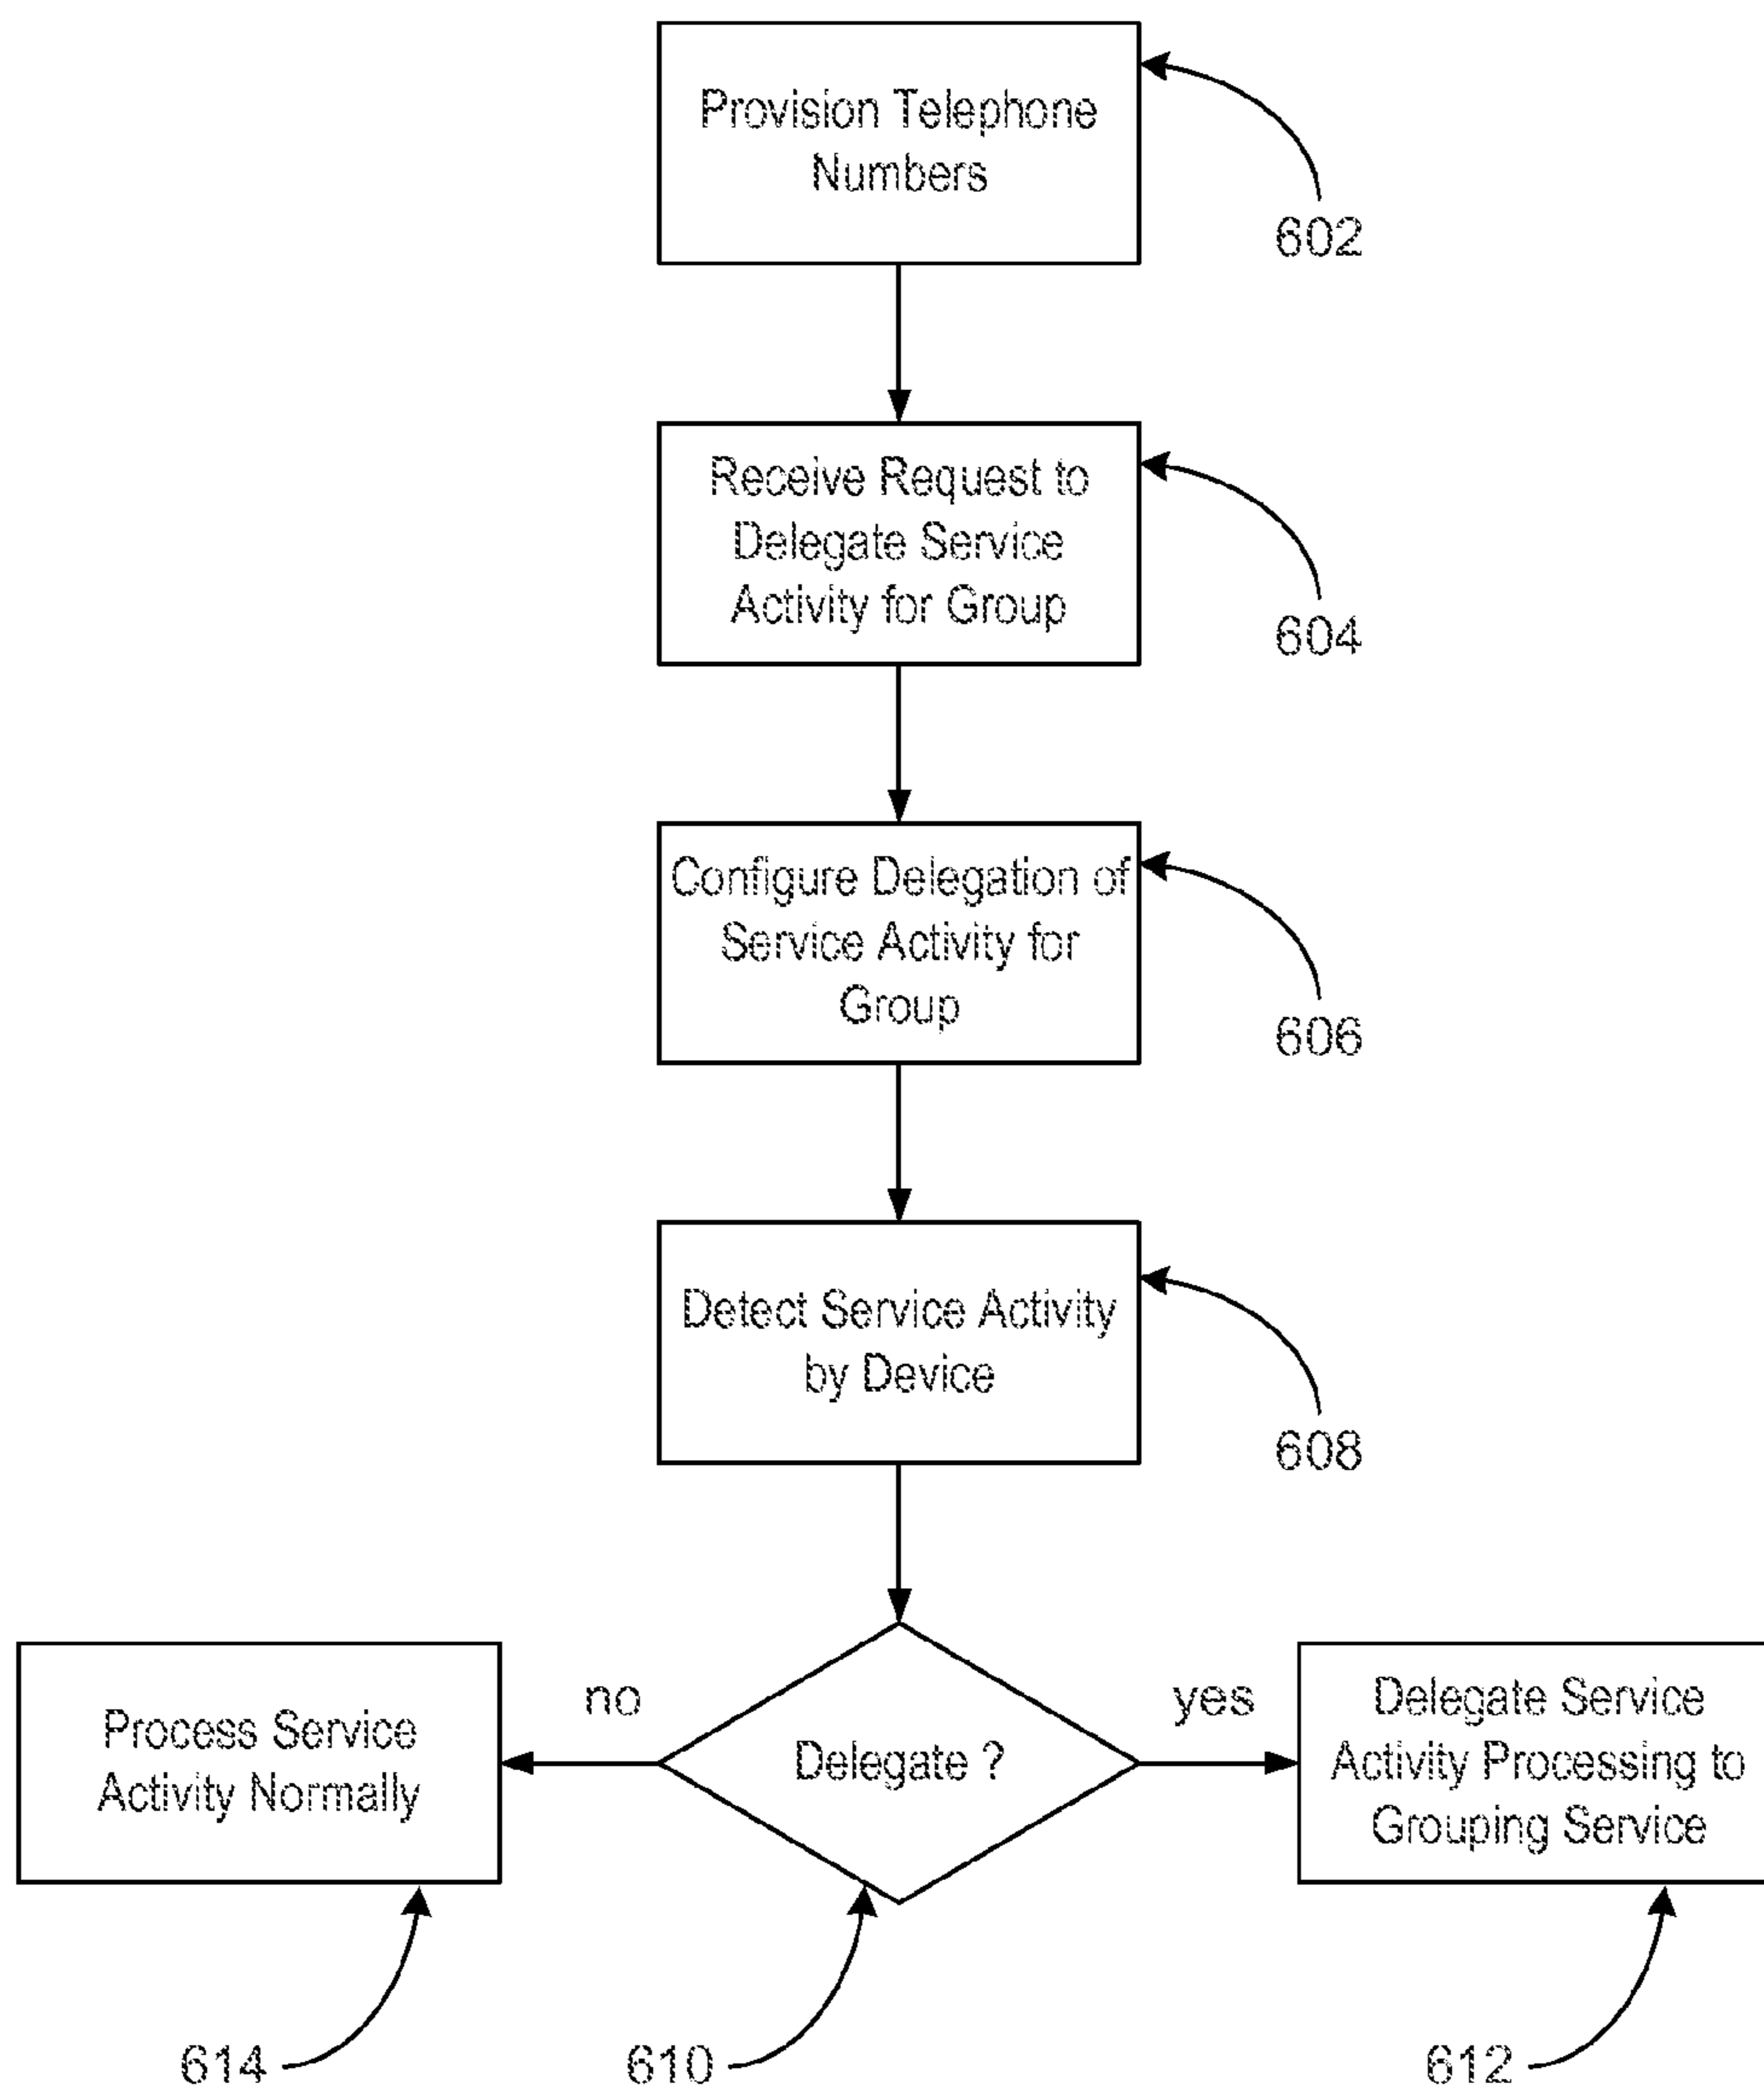 Provision Telephone
Numbers
602
Receive Request to
Delegate Service
Activity for Group
604
Configure Delegation of
Service Activity for
Group
606
Detect Service Activity
by Device
608
Process Service
Activity Normally
no
Delegate ?
yes
Delegate Service
Activity Processing to
Grouping Service
614
610
612